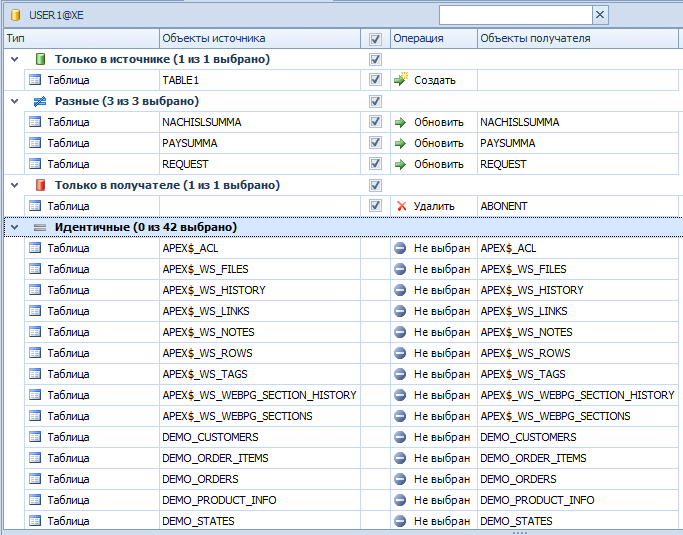 USER1@XE
Тип Объекты источника Операция Объекты получателя
Только в источнике (1 из 1 выбрано)
Таблица TABLE1 Создать
Разные (3 из 3 выбрано)
Таблица NACHISLSUMMA Обновить NACHISLSUMMA
Таблица PAYSUMMA Обновить PAYSUMMA
Таблица REQUEST Обновить REQUEST
Только в получателе (1 из 1 выбрано)
Таблица Удалить ABONENT
Идентичные (0 из 42 выбрано)
Таблица APEX$_ACL Не выбран APEX$_ACL
Таблица APEX$_WS_FILES Не выбран APEX$_WS_FILES
Таблица APEX$_WS_HISTORY Не выбран APEX$_WS_HISTORY
Таблица APEX$_WS_LINKS Не выбран APEX$_WS_LINKS
Таблица APEX$_WS_NOTES Не выбран APEX$_WS_NOTES
Таблица APEX$_WS_ROWS Не выбран APEX$_WS_ROWS
Таблица APEX$_WS_TAGS Не выбран APEX$_WS_TAGS
Таблица APEX$_WS_WEBPG_SECTION_HISTORY Не выбран APEX$_WS_WEBPG_SECTION_HISTORY
Таблица APEX$_WS_WEBPG_SECTIONS Не выбран APEX$_WS_WEBPG_SECTIONS
Таблица DEMO_CUSTOMERS Не выбран DEMO_CUSTOMERS
Таблица DEMO_ORDER_ITEMS Не выбран DEMO_ORDER_ITEMS
Таблица DEMO_ORDERS Не выбран DEMO_ORDERS
Таблица DEMO_PRODUCT_INFO Не выбран DEMO_PRODUCT_INFO
Таблица DEMO_STATES Не выбран DEMO_STATES